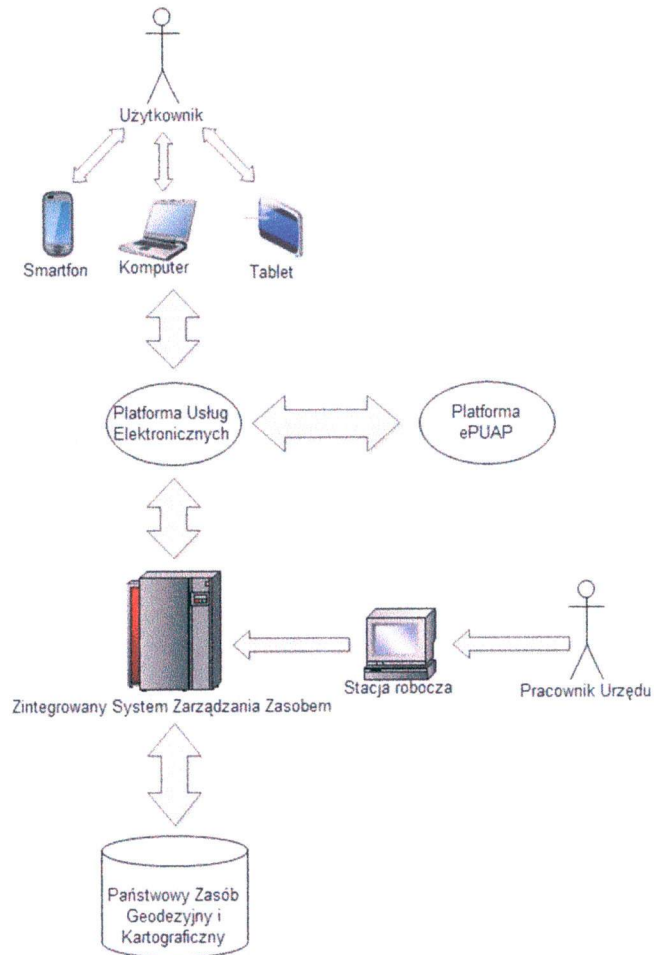 Użytkownik
Smartfon
Komputer
Tablet
Platforma Usług
Elektronicznych
Platforma
ePUAP
Stacja robocza
Pracownik Urzędu
Zintegrowany System Zarządzania Zasobem
Państwowy Zasób
Geodezyjny i
Kartograficzny